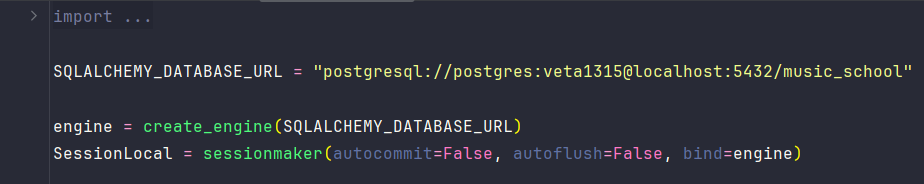 import ...
SQLALCHEMY_DATABASE_URL = "postgresql://postgres:veta1315@localhost:5432/music_school"
engine = create_engine(SQLALCHEMY_DATABASE_URL)
SessionLocal = sessionmaker(autocommit=False, autoflush=False, bind=engine)